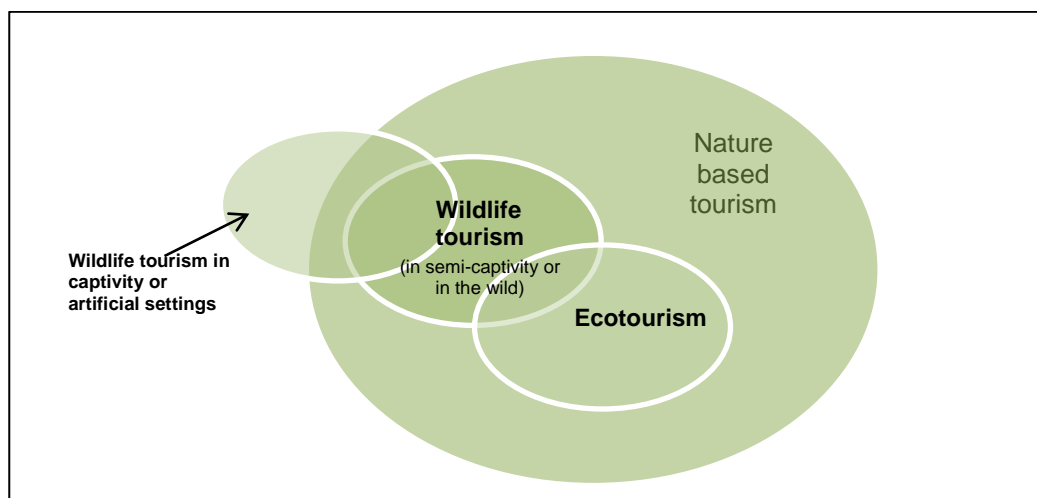 Nature
based
tourism
Wildlife
tourism
(in semi-captivity or
in the wild)
Wildlife tourism in
captivity or
artificial settings
Ecotourism